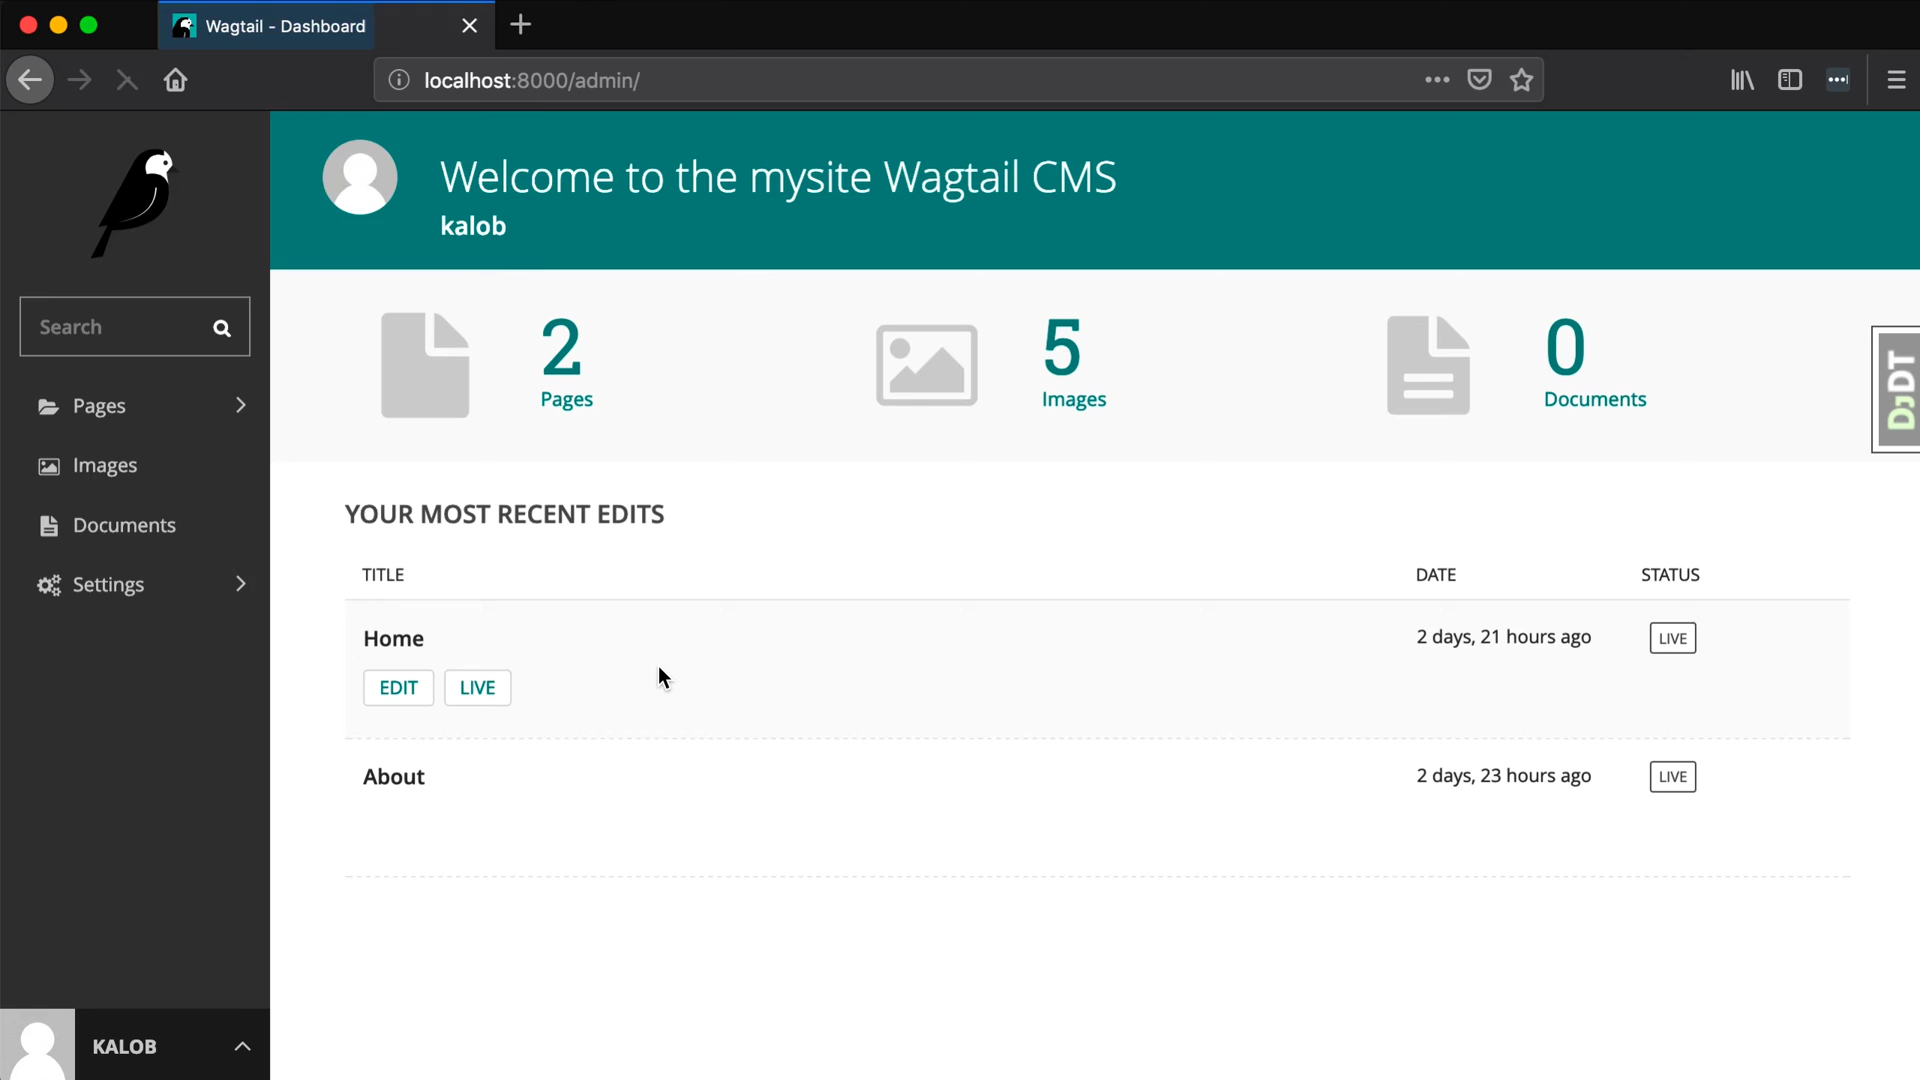 Wagtail - Dashboard
localhost:8000/admin/
Welcome to the mysite Wagtail CMS
kalob
Search
2
Pages
5
Images
0
Documents
DJDT
Pages
Images
Documents
Settings
YOUR MOST RECENT EDITS
TITLE DATE STATUS
Home 2 days, 21 hours ago LIVE
EDIT LIVE
About 2 days, 23 hours ago LIVE
KALOB